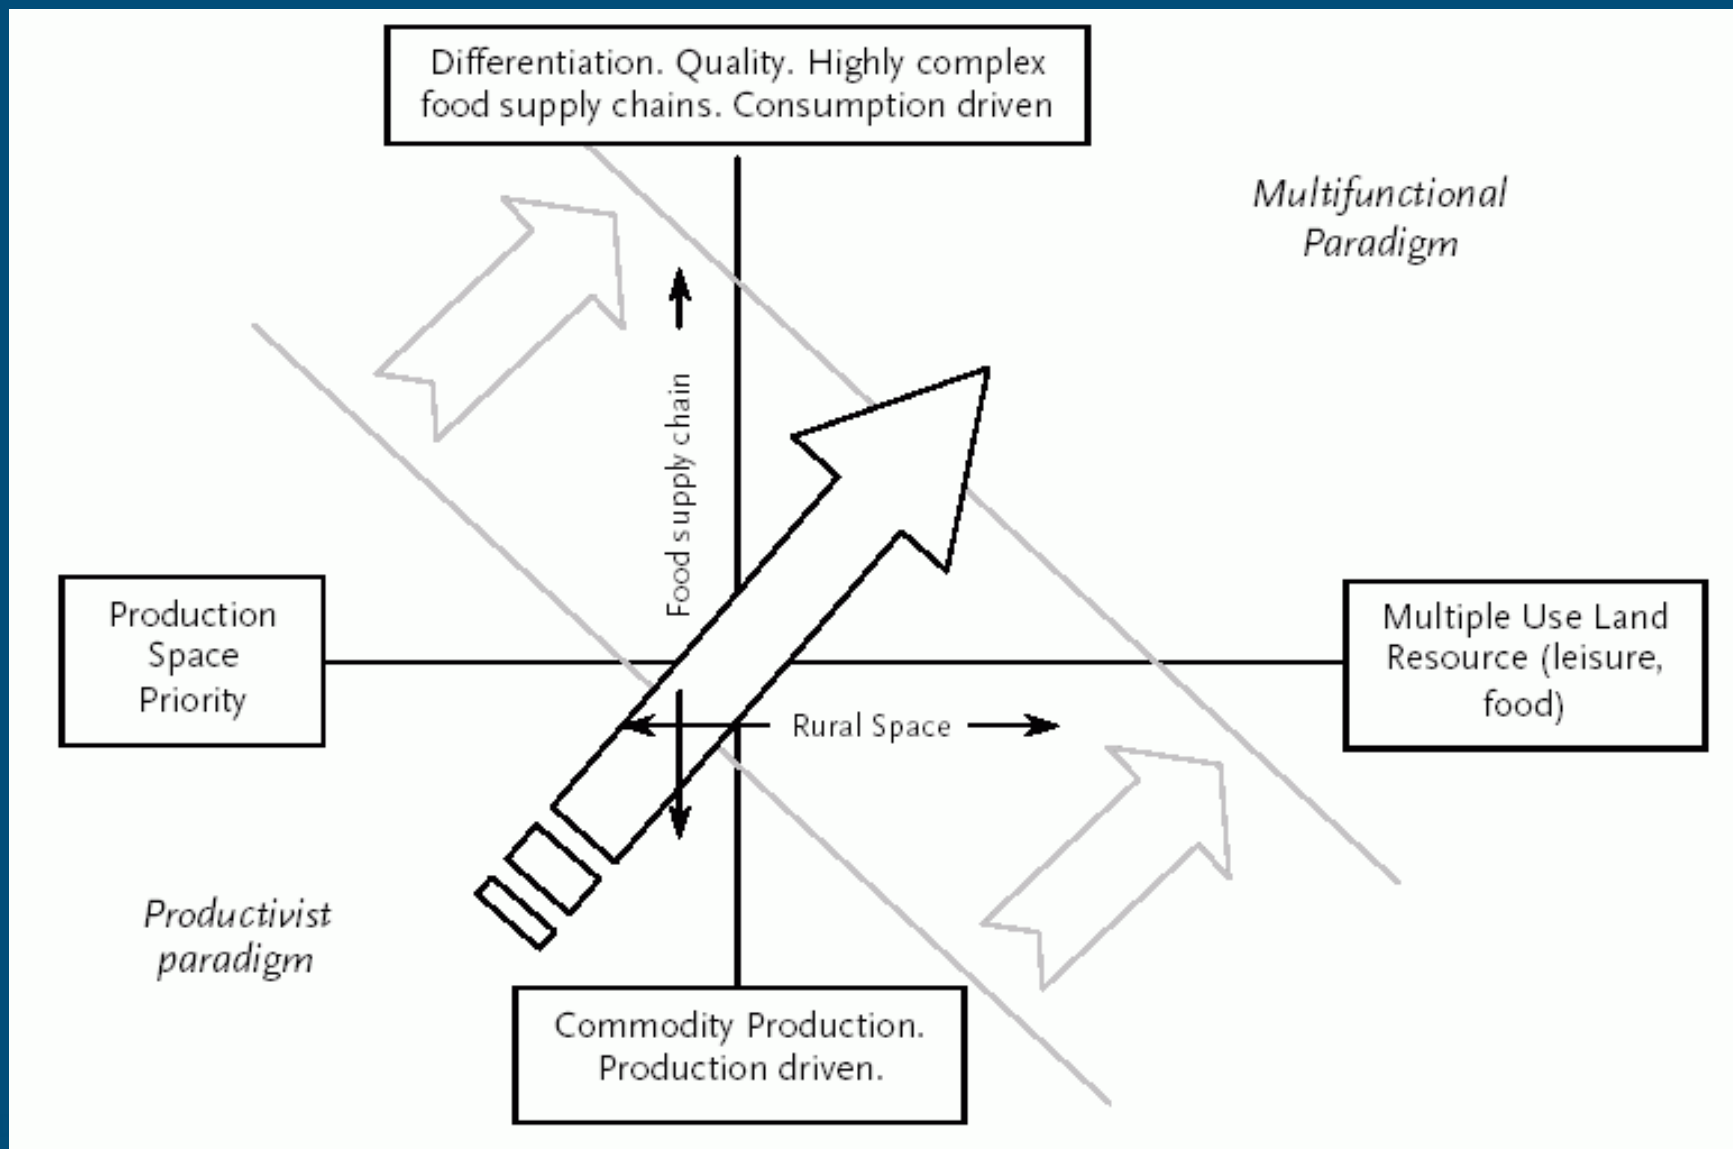 Differentiation. Quality. Highly complex
food supply chains. Consumption driven
Multifunctional
Paradigm
Food supply chain
Production
Space
Priority
Multiple Use Land
Resource (leisure,
food)
Rural Space
Productivist
paradigm
Commodity Production.
Production driven.